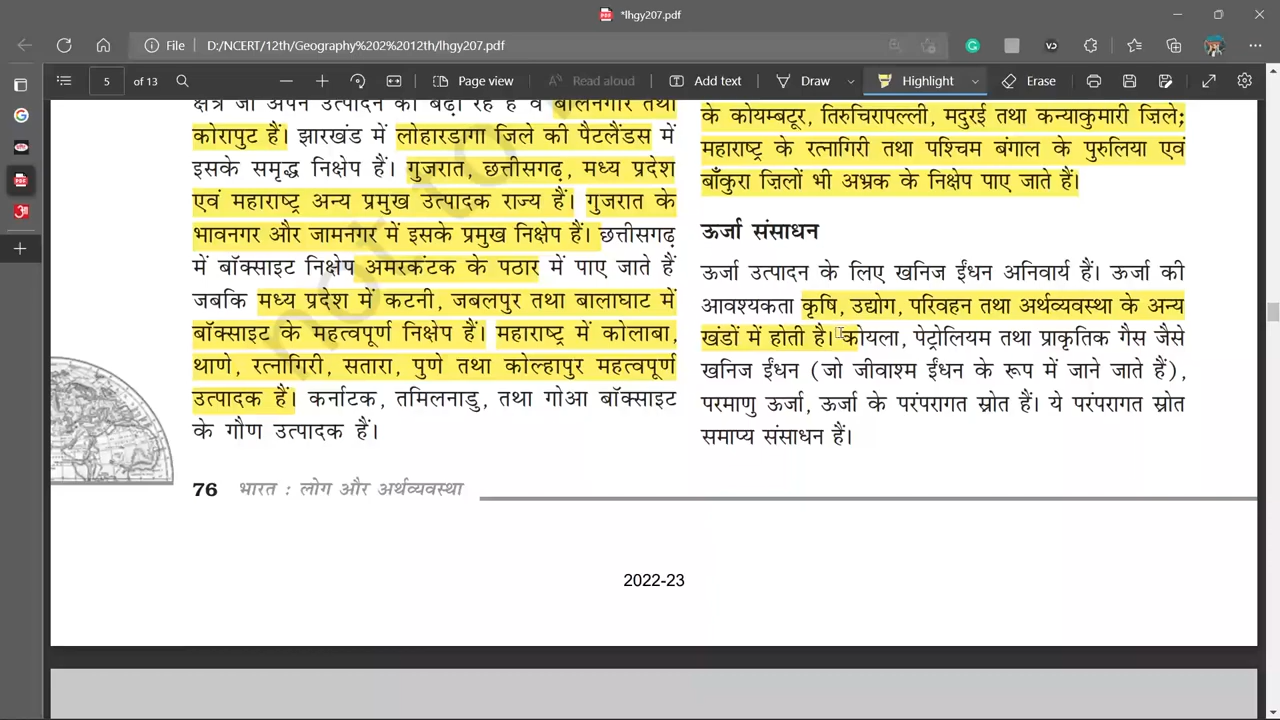 *lhgy207.pdf
File D:/NCERT/12th/Geography%202%2012th/lhgy207.pdf
5 of 13 Page view Read aloud Add text Draw Highlight Erase
क्षेत्र जो अपने उत्पादन को बढ़ा रहे हैं वे बोलनगीर तथा
कोरापुट हैं। झारखंड में लोहारडागा जिले की पैटलैंडस में
इसके समृद्ध निक्षेप हैं। गुजरात, छत्तीसगढ़, मध्य प्रदेश
एवं महाराष्ट्र अन्य प्रमुख उत्पादक राज्य हैं। गुजरात के
भावनगर और जामनगर में इसके प्रमुख निक्षेप हैं। छत्तीसगढ़
में बॉक्साइट निक्षेप अमरकंटक के पठार में पाए जाते हैं
जबकि मध्य प्रदेश में कटनी, जबलपुर तथा बालाघाट में
बॉक्साइट के महत्वपूर्ण निक्षेप हैं। महाराष्ट्र में कोलाबा,
थाणे, रत्नागिरी, सतारा, पुणे तथा कोल्हापुर महत्वपूर्ण
उत्पादक हैं। कर्नाटक, तमिलनाडु, तथा गोआ बॉक्साइट
के गौण उत्पादक हैं।
के कोयम्बटूर, तिरुचिरापल्ली, मदुरई तथा कन्याकुमारी जिले;
महाराष्ट्र के रत्नागिरी तथा पश्चिम बंगाल के पुरुलिया एवं
बाँकुरा ज़िलों भी अभ्रक के निक्षेप पाए जाते हैं।
ऊर्जा संसाधन
ऊर्जा उत्पादन के लिए खनिज ईंधन अनिवार्य हैं। ऊर्जा की
आवश्यकता कृषि, उद्योग, परिवहन तथा अर्थव्यवस्था के अन्य
खंडों में होती है। कोयला, पेट्रोलियम तथा प्राकृतिक गैस जैसे
खनिज ईंधन (जो जीवाश्म ईंधन के रूप में जाने जाते हैं),
परमाणु ऊर्जा, ऊर्जा के परंपरागत स्रोत हैं। ये परंपरागत स्रोत
समाप्य संसाधन हैं।
76 भारत : लोग और अर्थव्यवस्था
2022-23